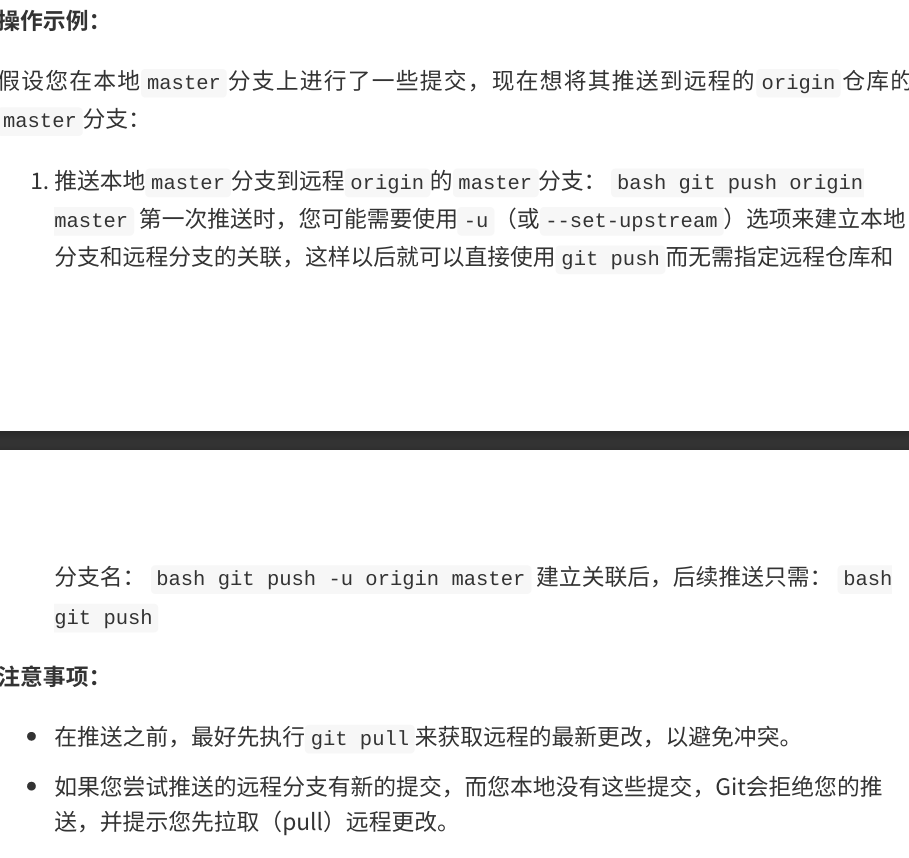 操作示例：
假设您在本地 master 分支上进行了一些提交，现在想将其推送到远程的 origin 仓库的
master 分支：
1. 推送本地 master 分支到远程 origin 的 master 分支： bash git push origin
master 第一次推送时，您可能需要使用 -u （或 --set-upstream ）选项来建立本地
分支和远程分支的关联，这样以后就可以直接使用 git push 而无需指定远程仓库和
分支名： bash git push -u origin master 建立关联后，后续推送只需： bash
git push
注意事项：
• 在推送之前，最好先执行 git pull 来获取远程的最新更改，以避免冲突。
• 如果您尝试推送的远程分支有新的提交，而您本地没有这些提交，Git会拒绝您的推
送，并提示您先拉取（pull）远程更改。